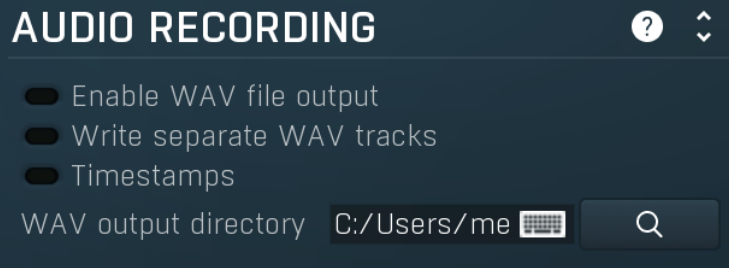 AUDIO RECORDING ?
Enable WAV file output
Write separate WAV tracks
Timestamps
WAV output directory C:/Users/me